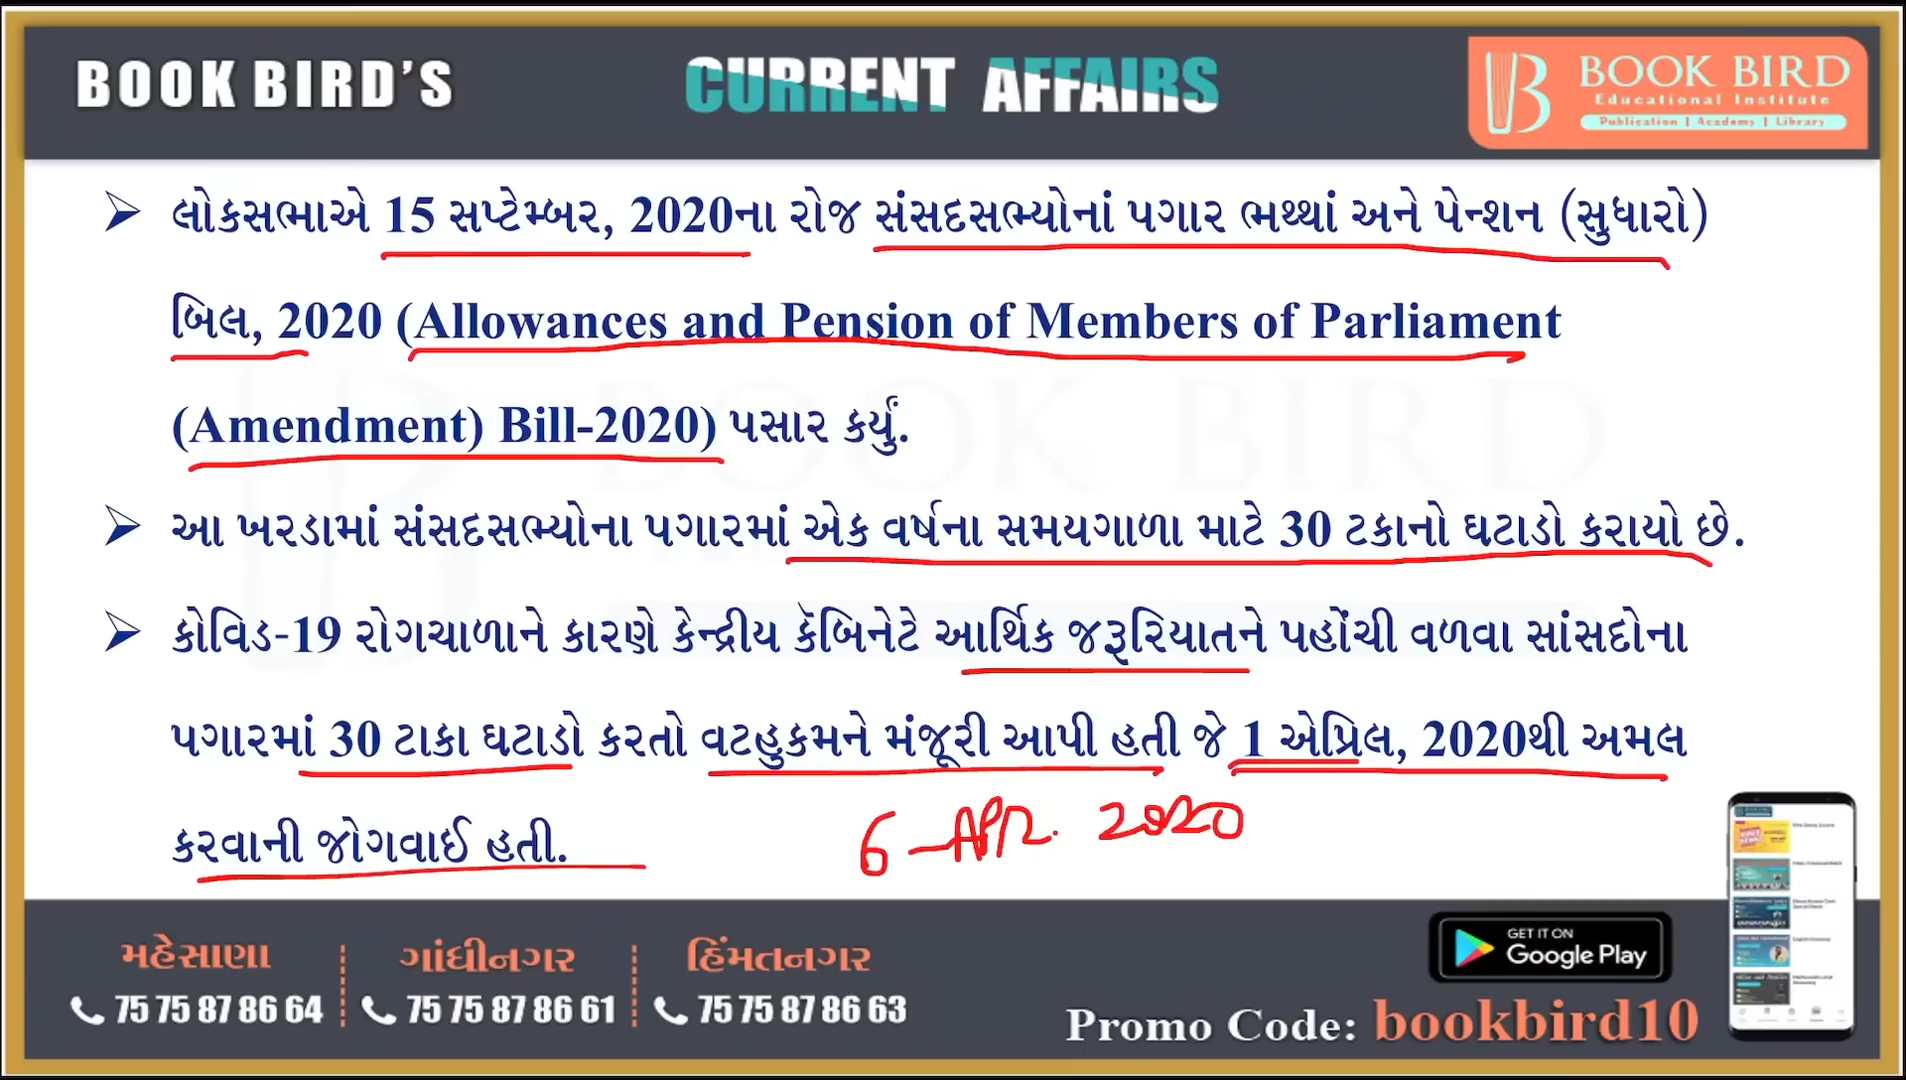 BOOK BIRD'S
CURRENT AFFAIRS
BOOK BIRD
Educational Institute
Publication | Academy | Library
➢ લોકસભાએ 15 સપ્ટેમ્બર, 2020ના રોજ સંસદસભ્યોનાં પગાર ભથ્થાં અને પેન્શન (સુધારો)
બિલ, 2020 (Allowances and Pension of Members of Parliament
(Amendment) Bill-2020) પસાર કર્યું.
➢ આ ખરડામાં સંસદસભ્યોના પગારમાં એક વર્ષના સમયગાળા માટે 30 ટકાનો ઘટાડો કરાયો છે.
➢ કોવિડ-19 રોગચાળાને કારણે કેન્દ્રીય કૅબિનેટે આર્થિક જરૂરિયાતને પહોંચી વળવા સાંસદોના
પગારમાં 30 ટાકા ઘટાડો કરતો વટહુકમને મંજૂરી આપી હતી જે 1 એપ્રિલ, 2020થી અમલ
કરવાની જોગવાઈ હતી.
6-APR. 2020
મહેસાણા
75 75 87 86 64
ગાંધીનગર
75 75 87 86 61
હિંમતનગર
75 75 87 86 63
GET IT ON
Google Play
Promo Code: bookbird10